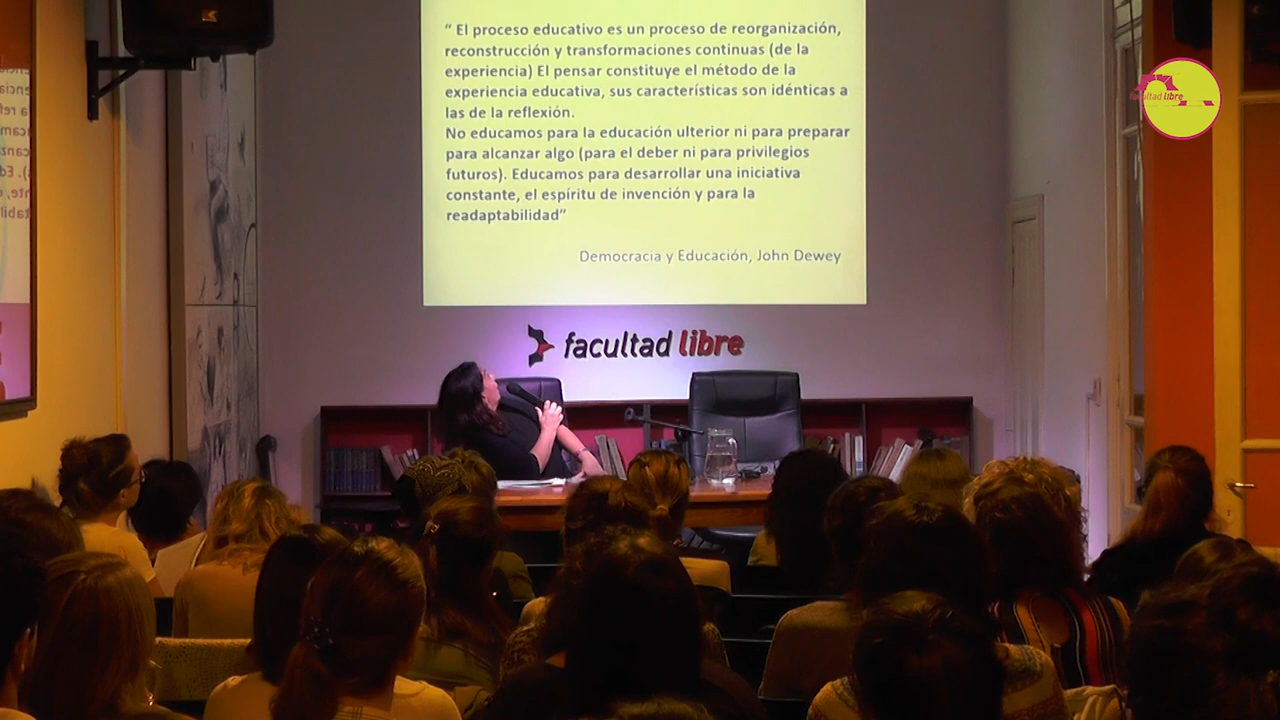 “ El proceso educativo es un proceso de reorganización,
reconstrucción y transformaciones continuas (de la
experiencia) El pensar constituye el método de la
experiencia educativa, sus características son idénticas a
las de la reflexión.
No educamos para la educación ulterior ni para preparar
para alcanzar algo (para el deber ni para privilegios
futuros). Educamos para desarrollar una iniciativa
constante, el espíritu de invención y para la
readaptabilidad”
Democracia y Educación, John Dewey
facultad libre
facultad libre